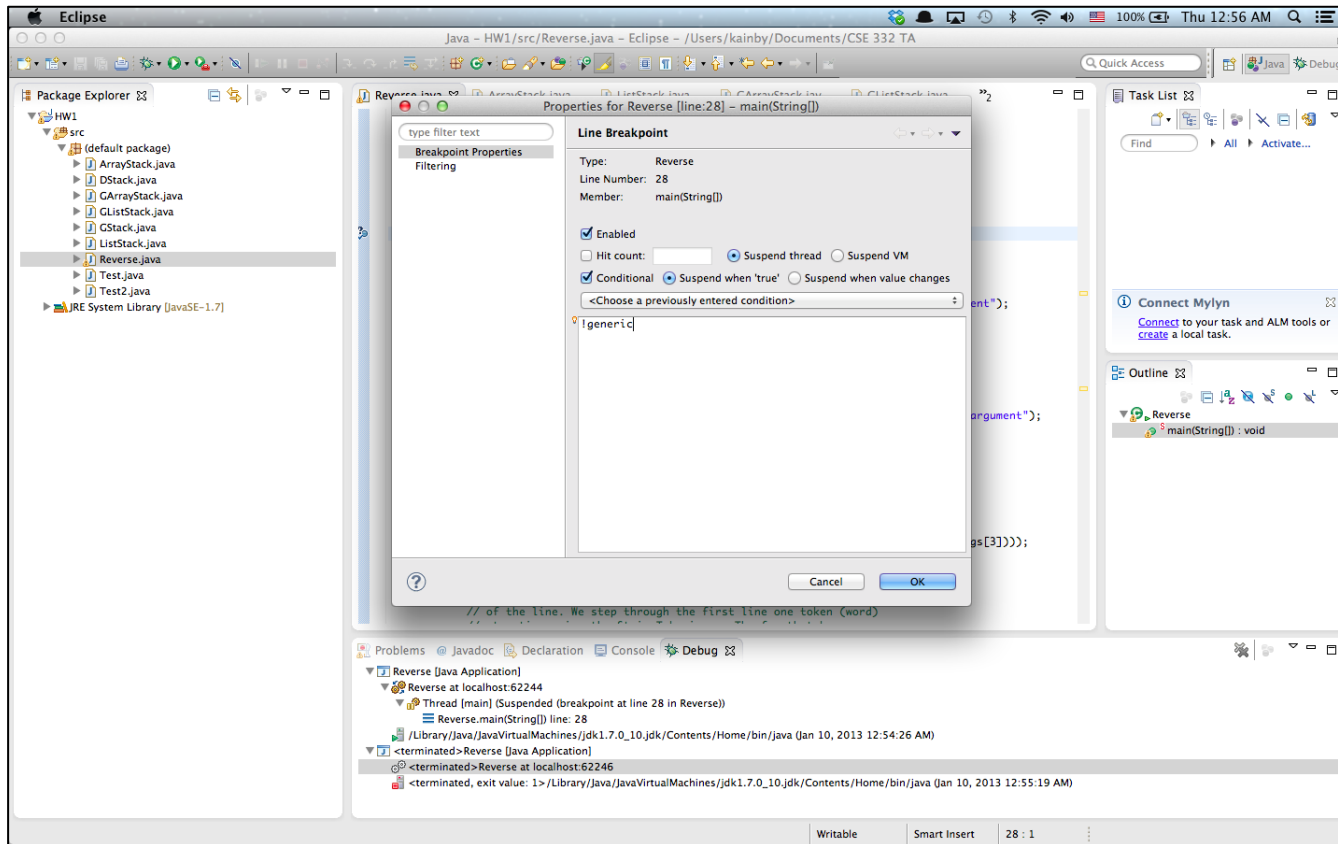 Eclipse 100% Thu 12:56 AM
Java – HW1/src/Reverse.java – Eclipse – /Users/kainby/Documents/CSE 332 TA
Quick Access Java Debug
Package Explorer
HW1
src
(default package)
ArrayStack.java
DStack.java
GArrayStack.java
GListStack.java
GStack.java
ListStack.java
Reverse.java
Test.java
Test2.java
JRE System Library [JavaSE-1.7]
Reverse.java ArrayStack.java ListStack.java GArrayStack.java GListStack.java »2
Properties for Reverse [line:28] – main(String[])
type filter text
Breakpoint Properties
Filtering
Line Breakpoint
Type: Reverse
Line Number: 28
Member: main(String[])
Enabled
Hit count: Suspend thread Suspend VM
Conditional Suspend when 'true' Suspend when value changes
<Choose a previously entered condition>
!generic
Cancel OK
ent");
argument");
gs[3])));
// of the line. We step through the first line one token (word)
Task List
Find All Activate...
Connect Mylyn
Connect to your task and ALM tools or
create a local task.
Outline
Reverse
main(String[]) : void
Problems @ Javadoc Declaration Console Debug
Reverse [Java Application]
Reverse at localhost:62244
Thread [main] (Suspended (breakpoint at line 28 in Reverse))
Reverse.main(String[]) line: 28
/Library/Java/JavaVirtualMachines/jdk1.7.0_10.jdk/Contents/Home/bin/java (Jan 10, 2013 12:54:26 AM)
<terminated>Reverse [Java Application]
<terminated>Reverse at localhost:62246
<terminated, exit value: 1>/Library/Java/JavaVirtualMachines/jdk1.7.0_10.jdk/Contents/Home/bin/java (Jan 10, 2013 12:55:19 AM)
Writable Smart Insert 28 : 1